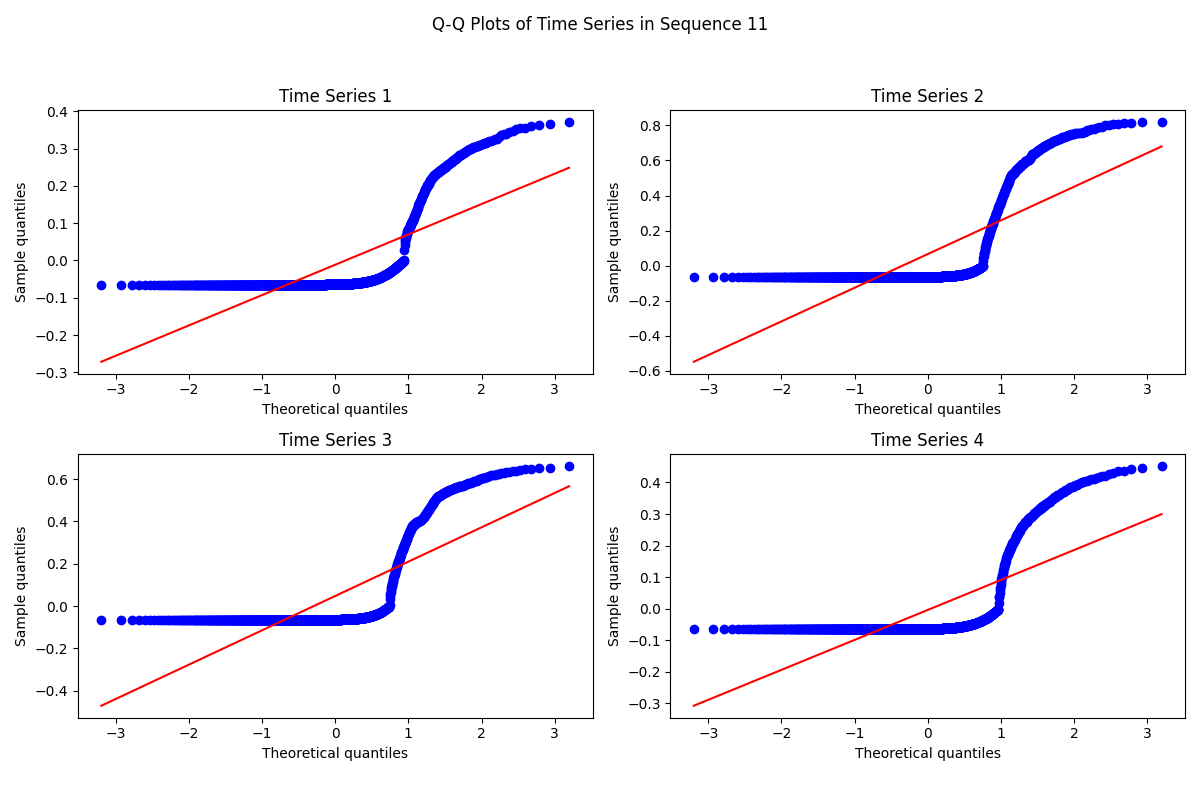 Q-Q Plots of Time Series in Sequence 11
Time Series 1
Sample quantiles
0.4
0.3
0.2
0.1
0.0
−0.1
−0.2
−0.3
−3 −2 −1 0 1 2 3
Theoretical quantiles
Time Series 2
Sample quantiles
0.8
0.6
0.4
0.2
0.0
−0.2
−0.4
−0.6
−3 −2 −1 0 1 2 3
Theoretical quantiles
Time Series 3
Sample quantiles
0.6
0.4
0.2
0.0
−0.2
−0.4
−3 −2 −1 0 1 2 3
Theoretical quantiles
Time Series 4
Sample quantiles
0.4
0.3
0.2
0.1
0.0
−0.1
−0.2
−0.3
−3 −2 −1 0 1 2 3
Theoretical quantiles